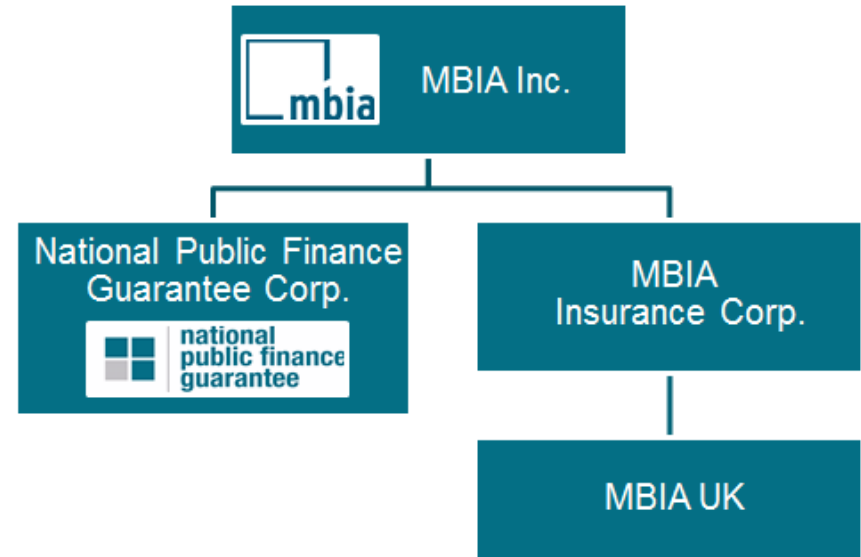 mbia
MBIA Inc.
National Public Finance
Guarantee Corp.
national
public finance
guarantee
MBIA
Insurance Corp.
MBIA UK